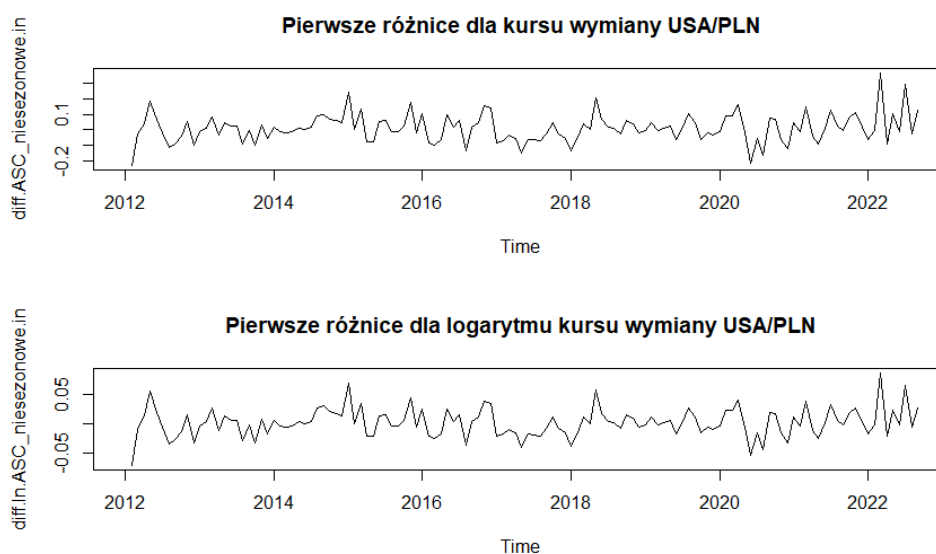 Pierwsze różnice dla kursu wymiany USA/PLN
diff.ASC_niesezonowe.in
0.1
-0.2
2012 2014 2016 2018 2020 2022
Time
Pierwsze różnice dla logarytmu kursu wymiany USA/PLN
diff.ln.ASC_niesezonowe.in
0.05
-0.05
2012 2014 2016 2018 2020 2022
Time